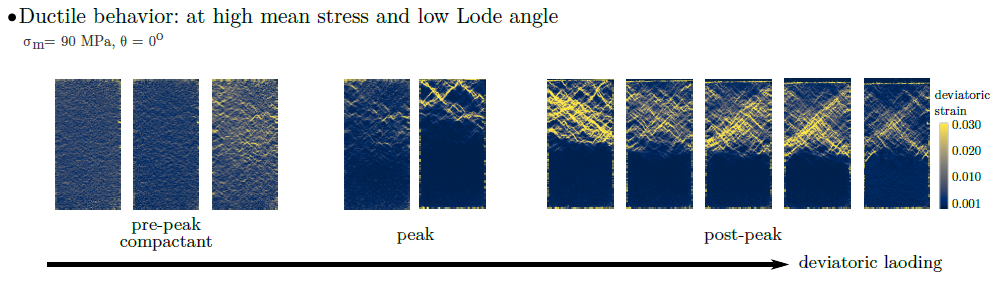 •Ductile behavior: at high mean stress and low Lode angle
σm= 90 MPa, θ = 0o
deviatoric
strain
0.030
0.020
0.010
0.001
pre-peak
compactant
peak
post-peak
deviatoric laoding